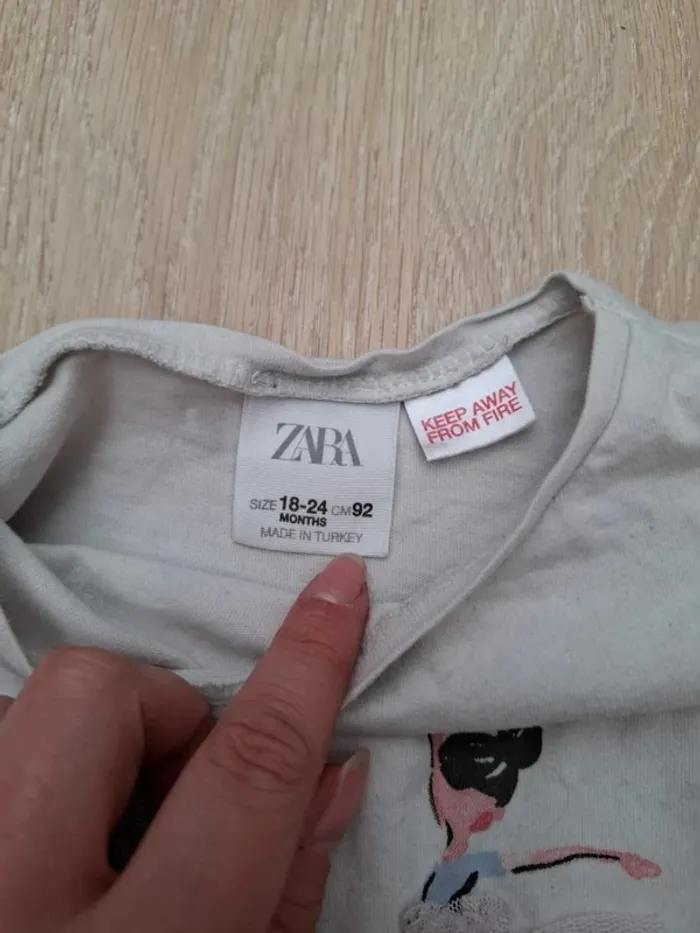 ZARA
SIZE 18-24 CM 92
MONTHS
MADE IN TURKEY
KEEP AWAY
FROM FIRE